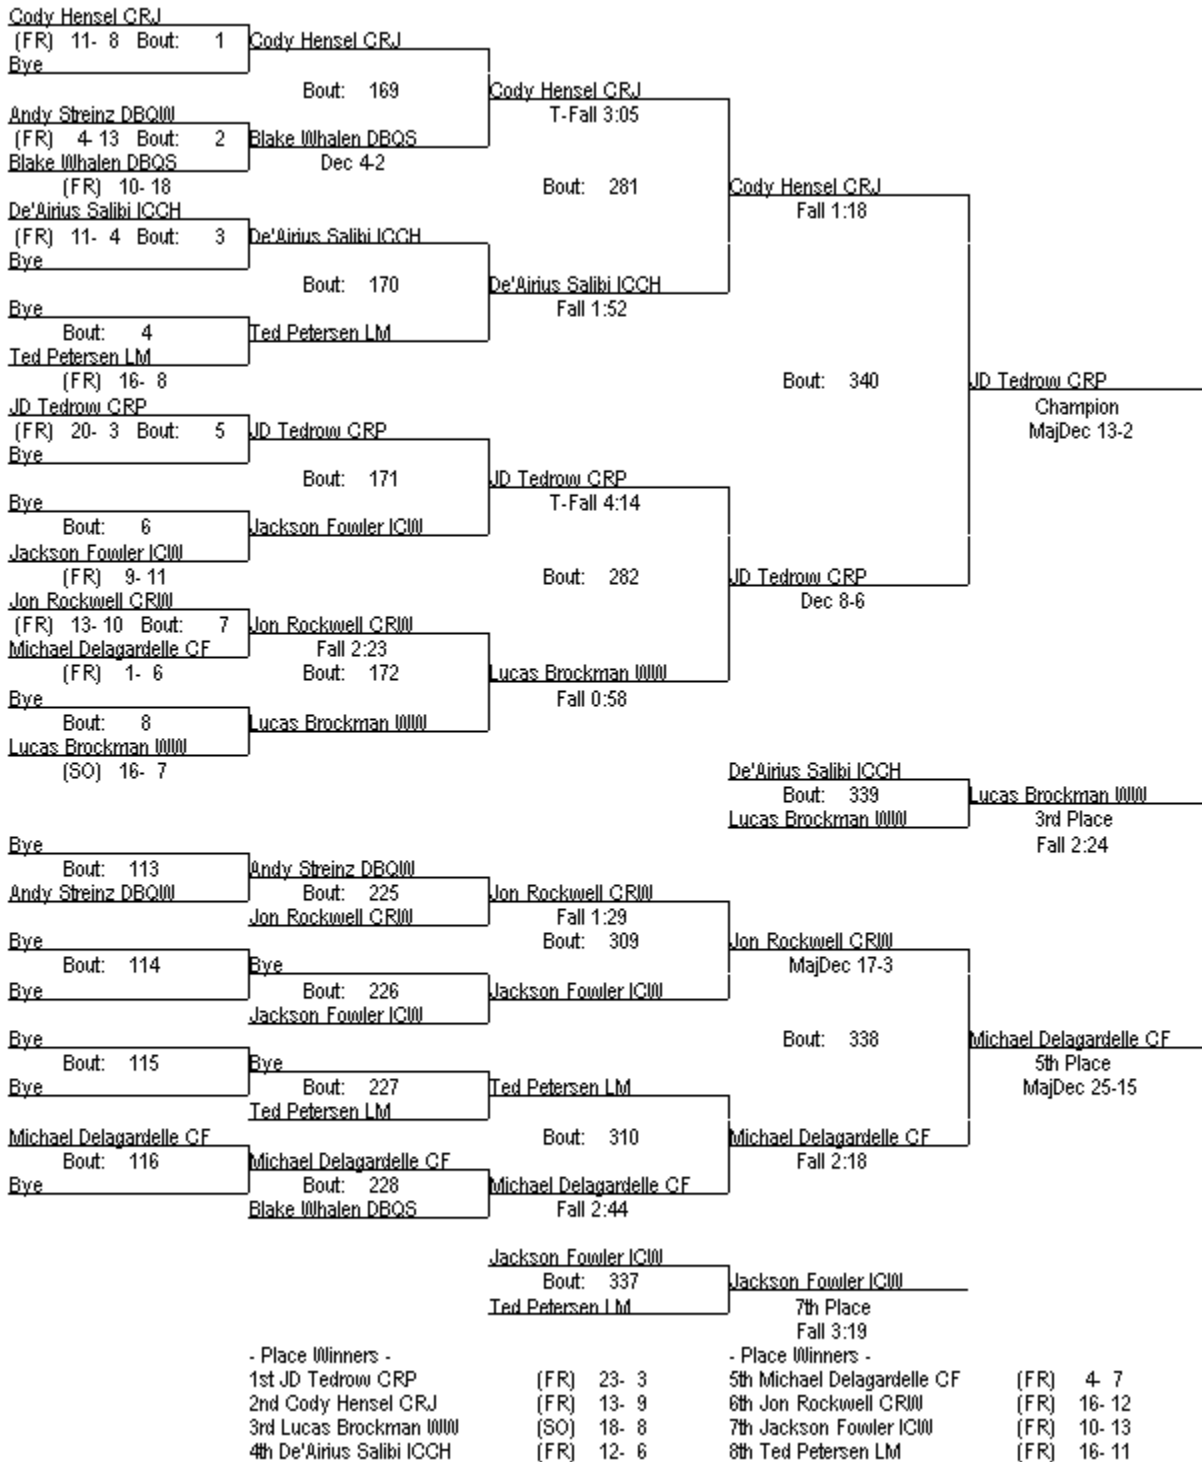 Cody Hensel CRJ
(FR) 11- 8 Bout: 1
Bye
Cody Hensel CRJ
Bout: 169
Andy Streinz DBQW
(FR) 4- 13 Bout: 2
Blake Whalen DBQS
(FR) 10- 18
Blake Whalen DBQS
Dec 4-2
Cody Hensel CRJ
T-Fall 3:05
Bout: 281
De'Airius Salibi ICCH
(FR) 11- 4 Bout: 3
Bye
De'Airius Salibi ICCH
Bout: 170
Bye
Bout: 4
Ted Petersen LM
(FR) 16- 8
Ted Petersen LM
De'Airius Salibi ICCH
Fall 1:52
Cody Hensel CRJ
Fall 1:18
Bout: 340
JD Tedrow CRP
Champion
MajDec 13-2
JD Tedrow CRP
(FR) 20- 3 Bout: 5
Bye
JD Tedrow CRP
Bout: 171
Bye
Bout: 6
Jackson Fowler ICW
(FR) 9- 11
Jackson Fowler ICW
JD Tedrow CRP
T-Fall 4:14
Bout: 282
JD Tedrow CRP
Dec 8-6
Jon Rockwell CRW
(FR) 13- 10 Bout: 7
Michael Delagardelle CF
(FR) 1- 6
Jon Rockwell CRW
Fall 2:23
Bout: 172
Bye
Bout: 8
Lucas Brockman WW
(SO) 16- 7
Lucas Brockman WW
Lucas Brockman WW
Fall 0:58
De'Airius Salibi ICCH
Bout: 339
Lucas Brockman WW
Lucas Brockman WW
3rd Place
Fall 2:24
Bye
Bout: 113
Andy Streinz DBQW
Andy Streinz DBQW
Bout: 225
Jon Rockwell CRW
Jon Rockwell CRW
Fall 1:29
Bout: 309
Bye
Bout: 114
Bye
Bye
Bout: 226
Jackson Fowler ICW
Jackson Fowler ICW
Jon Rockwell CRW
MajDec 17-3
Bout: 338
Bye
Bout: 115
Bye
Bye
Bout: 227
Ted Petersen LM
Ted Petersen LM
Bout: 310
Michael Delagardelle CF
Bout: 116
Bye
Michael Delagardelle CF
Bout: 228
Blake Whalen DBQS
Michael Delagardelle CF
Fall 2:44
Michael Delagardelle CF
Fall 2:18
Michael Delagardelle CF
5th Place
MajDec 25-15
Jackson Fowler ICW
Bout: 337
Ted Petersen LM
Jackson Fowler ICW
7th Place
Fall 3:19
- Place Winners -
1st JD Tedrow CRP (FR) 23- 3
2nd Cody Hensel CRJ (FR) 13- 9
3rd Lucas Brockman WW (SO) 18- 8
4th De'Airius Salibi ICCH (FR) 12- 6
- Place Winners -
5th Michael Delagardelle CF (FR) 4- 7
6th Jon Rockwell CRW (FR) 16- 12
7th Jackson Fowler ICW (FR) 10- 13
8th Ted Petersen LM (FR) 16- 11